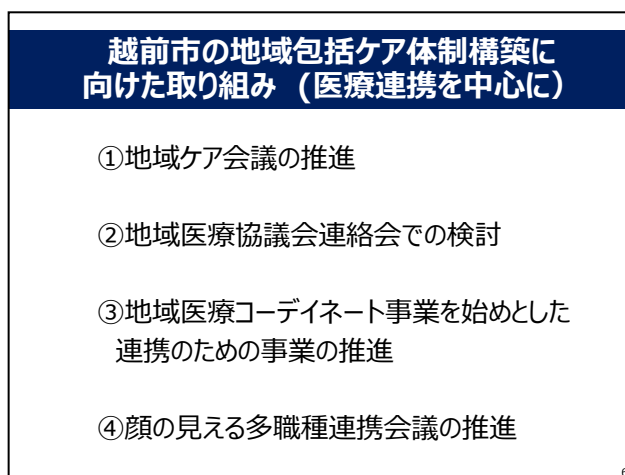 越前市の地域包括ケア体制構築に
向けた取り組み (医療連携を中心に）
①地域ケア会議の推進
②地域医療協議会連絡会での検討
③地域医療コーデイネート事業を始めとした
連携のための事業の推進
④顔の見える多職種連携会議の推進